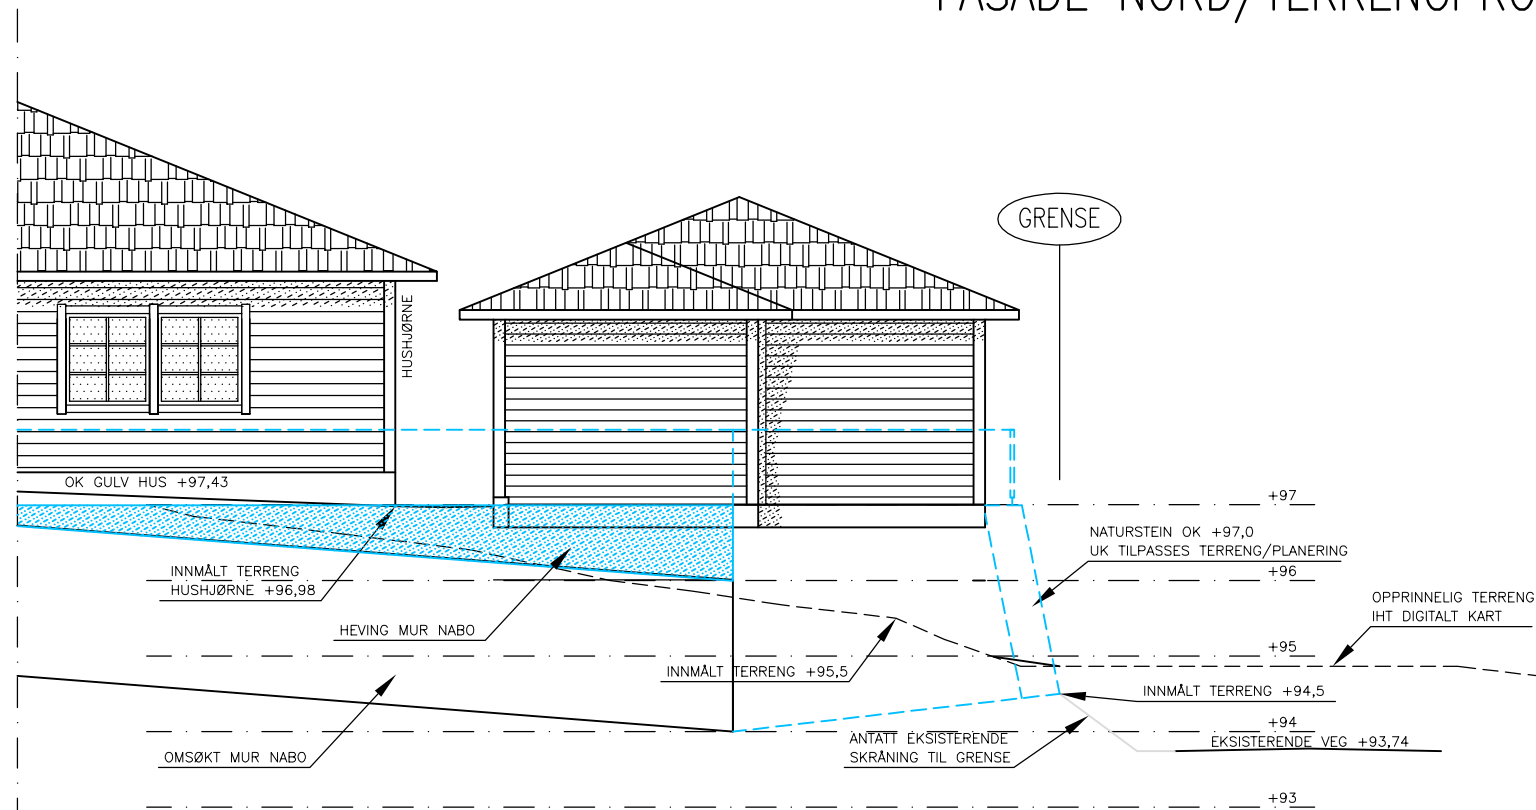 FASADE NORD/TERRENGPRO
GRENSE
HUSHJØRNE
OK GULV HUS +97,43
+97
NATURSTEIN OK +97,0
UK TILPASSES TERRENG/PLANERING
+96
INNMÅLT TERRENG
HUSHJØRNE +96,98
OPPRINNELIG TERRENG
IHT DIGITALT KART
HEVING MUR NABO
+95
INNMÅLT TERRENG +95,5
INNMÅLT TERRENG +94,5
+94
ANTATT EKSISTERENDE
SKRÅNING TIL GRENSE
EKSISTERENDE VEG +93,74
OMSØKT MUR NABO
+93